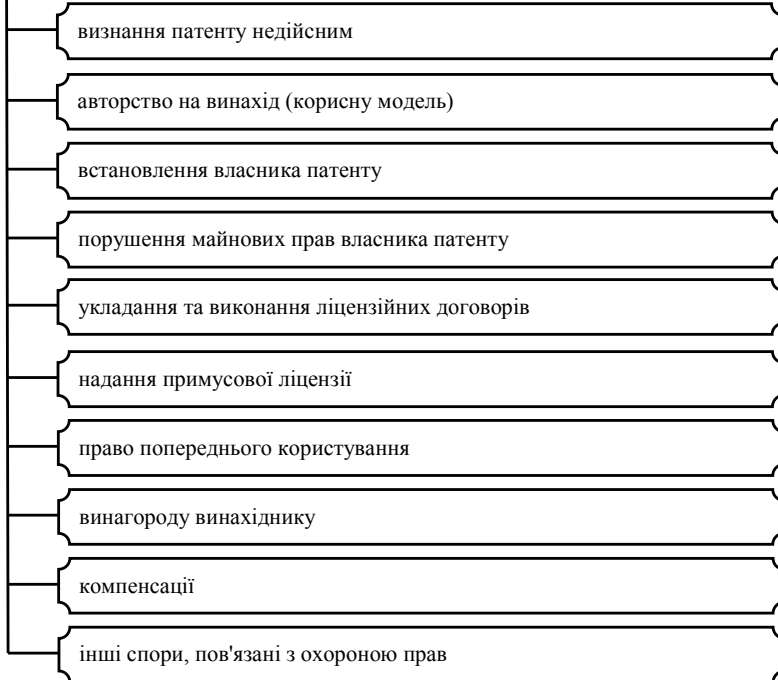 визнання патенту недійсним
авторство на винахід (корисну модель)
встановлення власника патенту
порушення майнових прав власника патенту
укладання та виконання ліцензійних договорів
надання примусової ліцензії
право попереднього користування
винагороду винахіднику
компенсації
інші спори, пов'язані з охороною прав